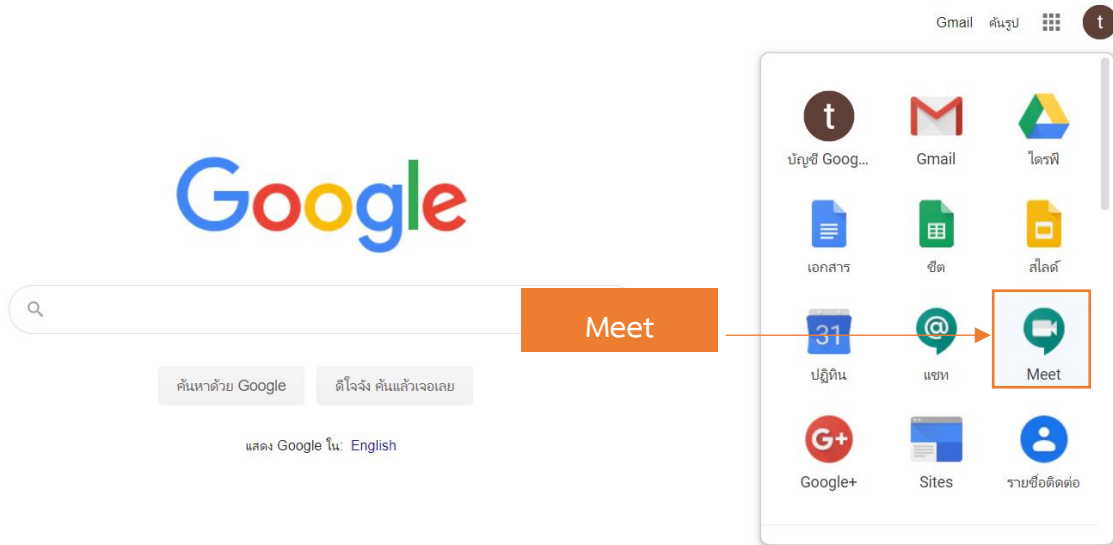 Gmail ค้นรูป t
t
บัญชี Goog... Gmail ไดรฟ์
Google
เอกสาร ชีต สไลด์
Meet
31 @
ปฏิทิน แชท Meet
ค้นหาด้วย Google ดีใจจัง ค้นแล้วเจอเลย
G+
แสดง Google ใน: English
Google+ Sites รายชื่อติดต่อ